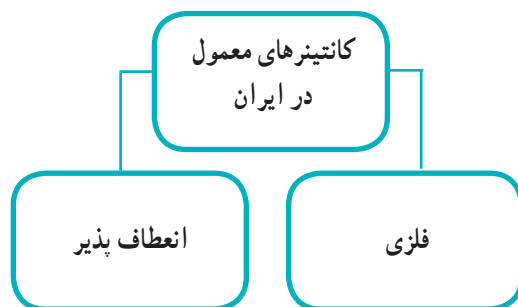 کانتینرهای معمول
در ایران
فلزی
انعطاف پذیر